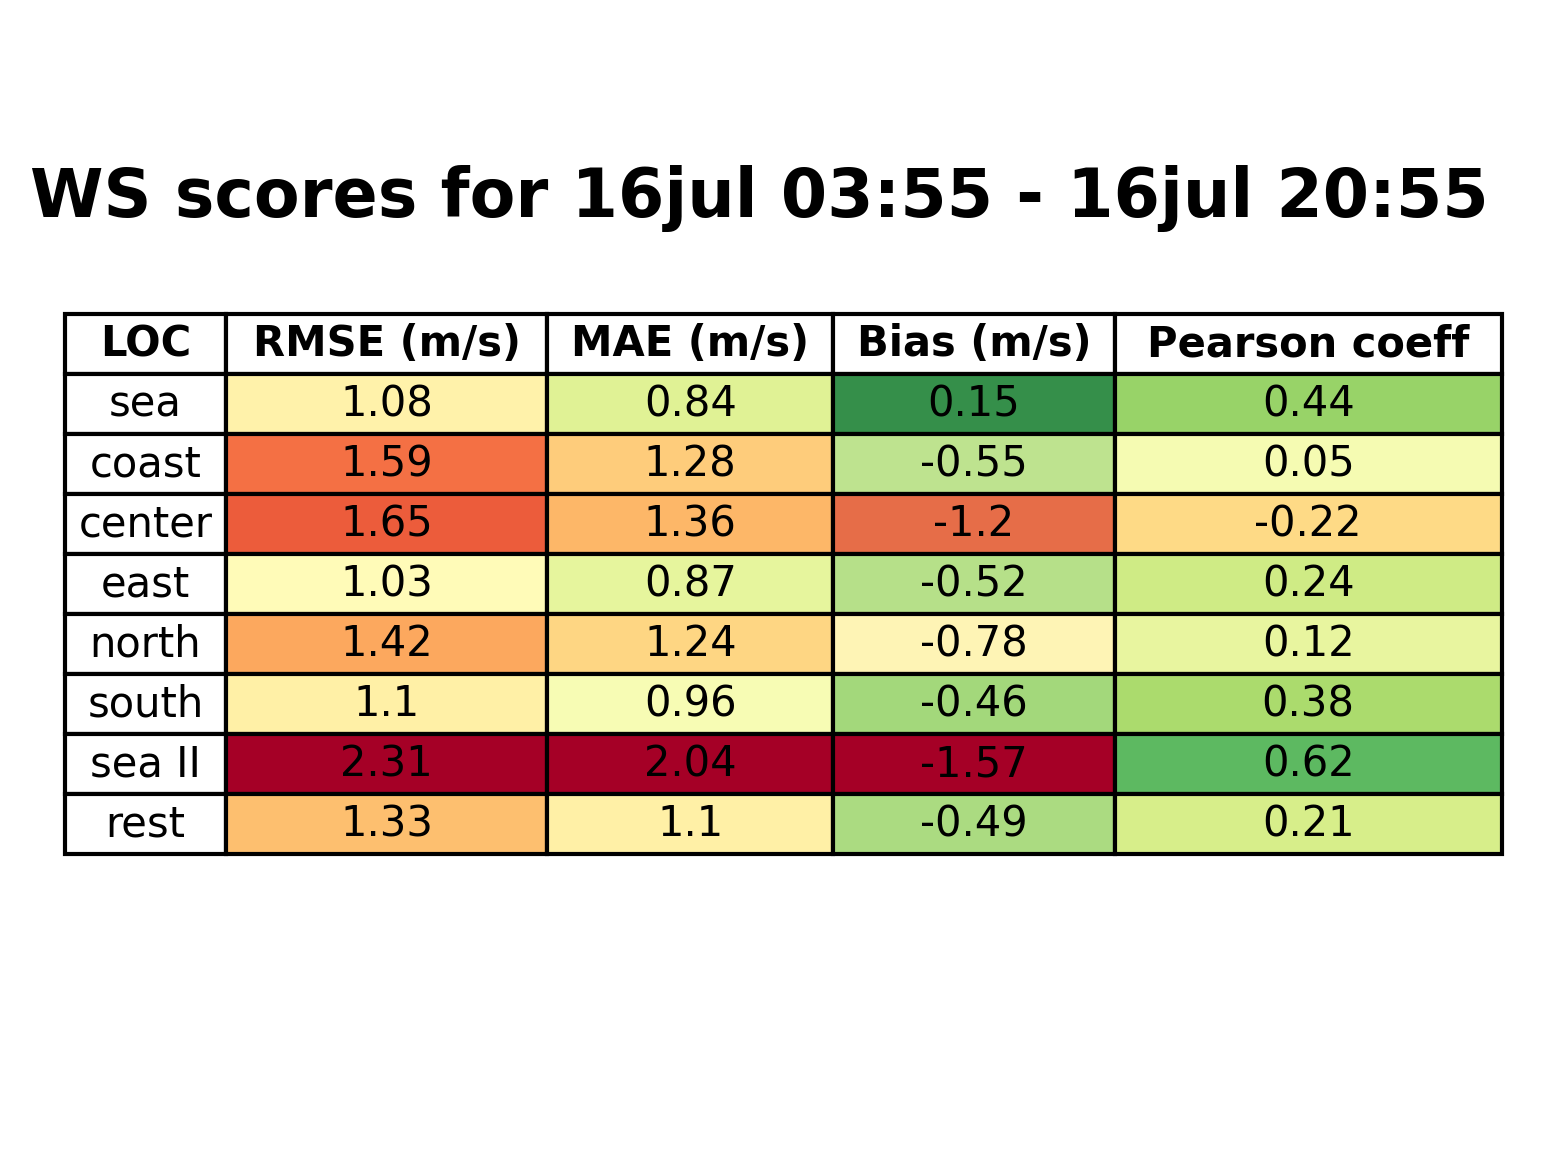 WS scores for 16jul 03:55 - 16jul 20:55
LOC RMSE (m/s) MAE (m/s) Bias (m/s) Pearson coeff
sea 1.08 0.84 0.15 0.44
coast 1.59 1.28 -0.55 0.05
center 1.65 1.36 -1.2 -0.22
east 1.03 0.87 -0.52 0.24
north 1.42 1.24 -0.78 0.12
south 1.1 0.96 -0.46 0.38
sea II 2.31 2.04 -1.57 0.62
rest 1.33 1.1 -0.49 0.21